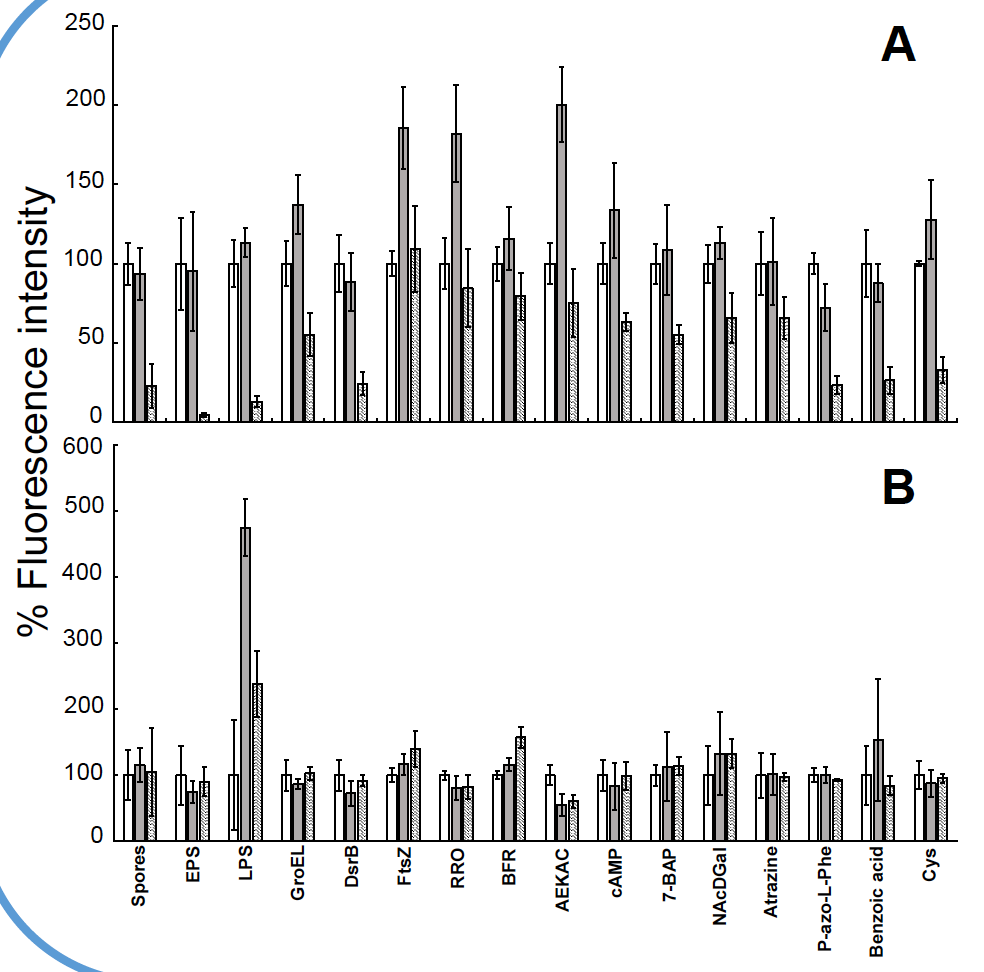 % Fluorescence intensity
A
250
200
150
100
50
0
B
600
500
400
300
200
100
0
Spores
EPS
LPS
GroEL
DsrB
FtsZ
RRO
BFR
AEKAC
cAMP
7-BAP
NAcDGal
Atrazine
P-azo-L-Phe
Benzoic acid
Cys